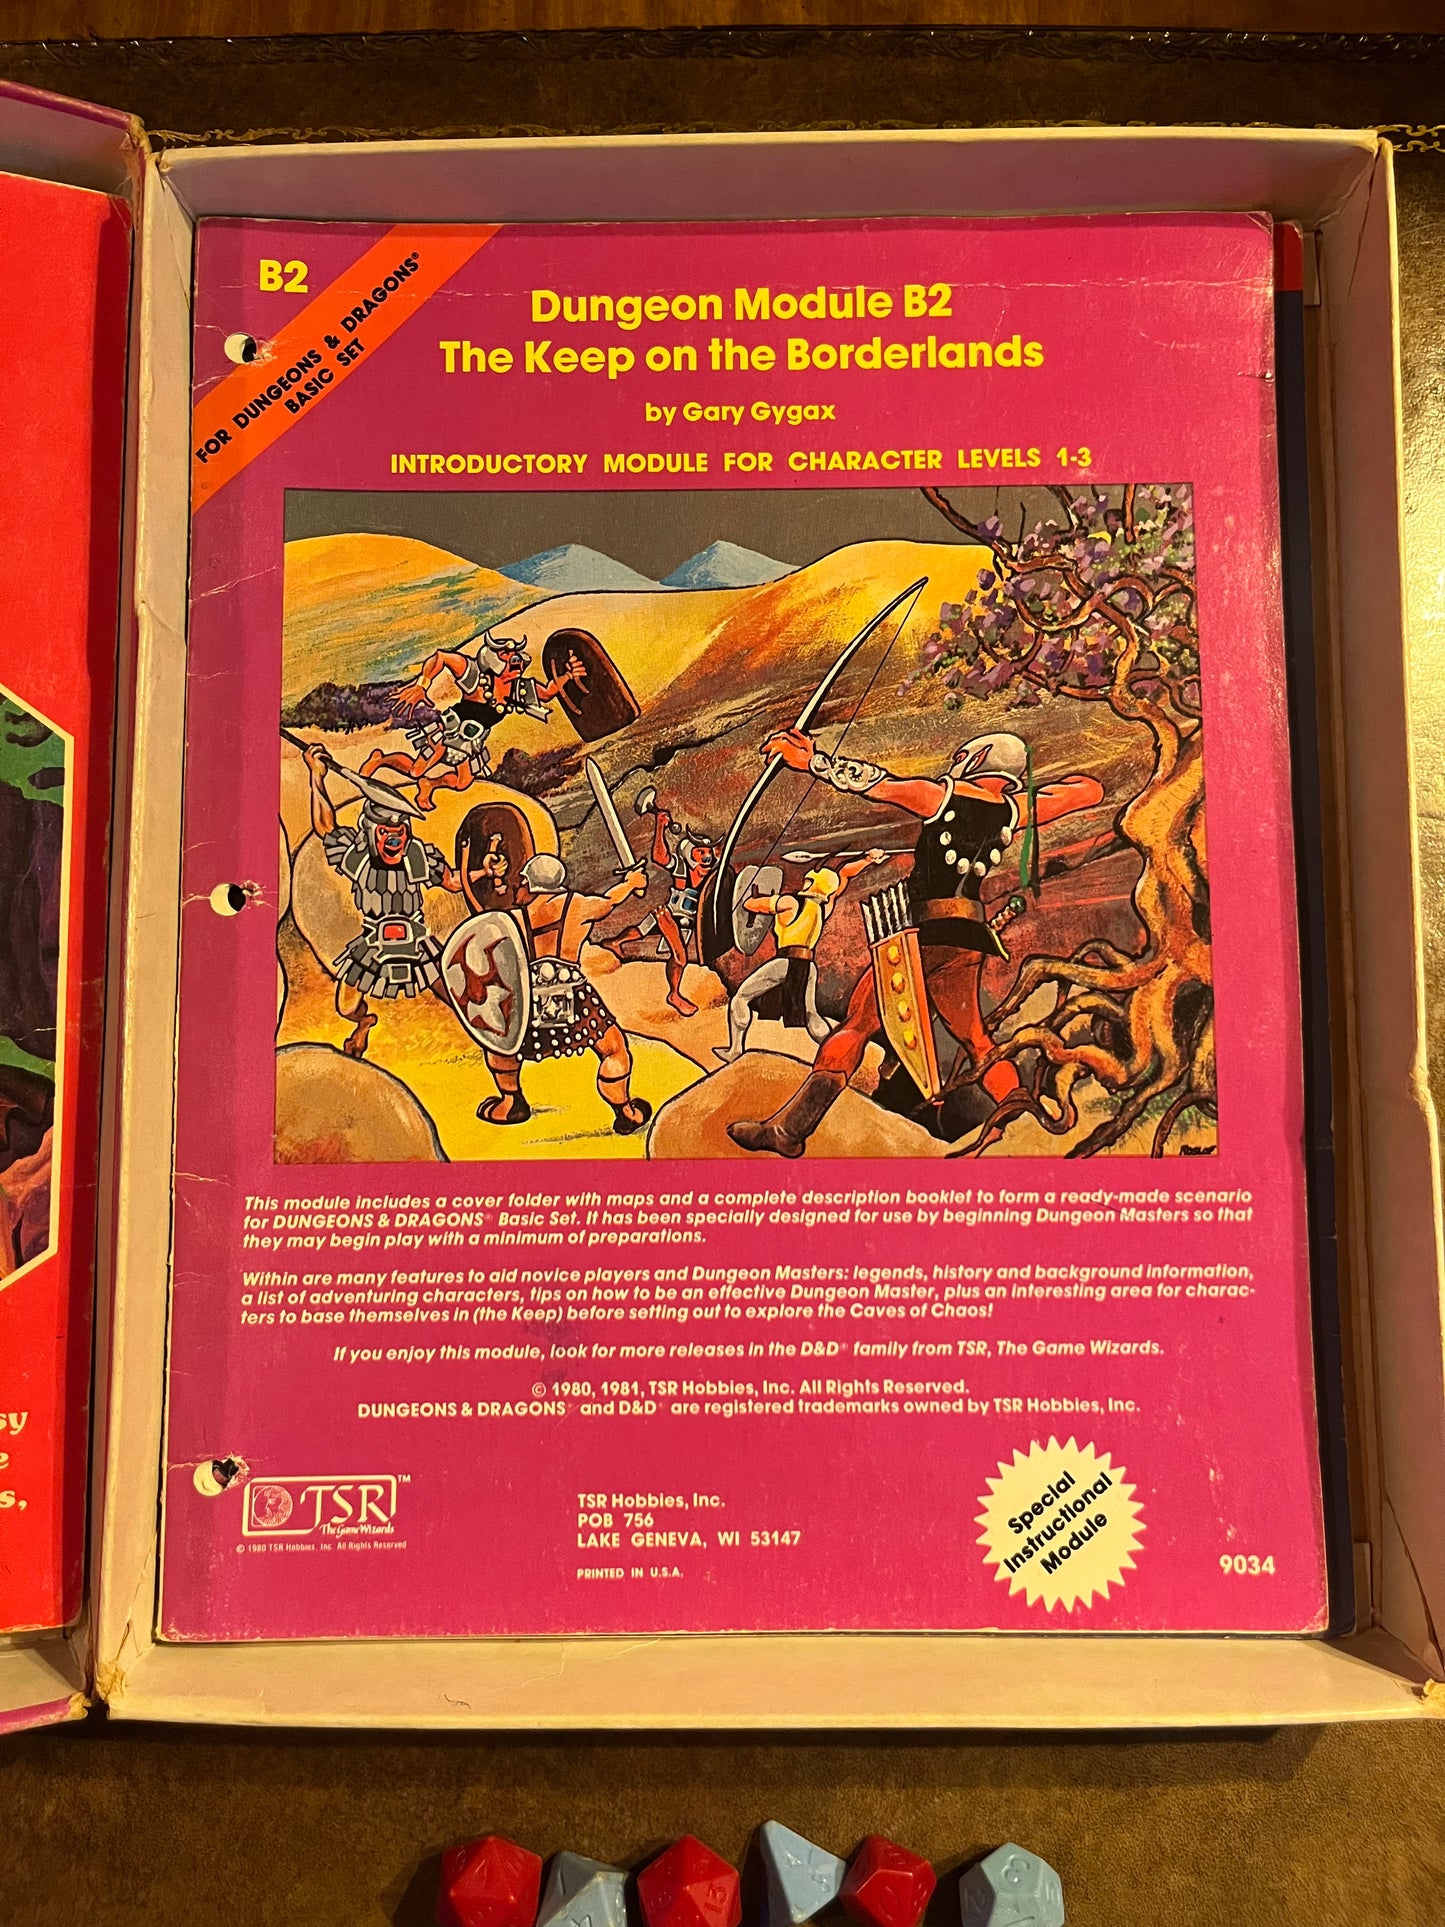 B2
FOR DUNGEONS & DRAGONS®
BASIC SET
Dungeon Module B2
The Keep on the Borderlands
by Gary Gygax
INTRODUCTORY MODULE FOR CHARACTER LEVELS 1-3
ROSLOF
This module includes a cover folder with maps and a complete description booklet to form a ready-made scenario
for DUNGEONS & DRAGONS® Basic Set. It has been specially designed for use by beginning Dungeon Masters so that
they may begin play with a minimum of preparations.
Within are many features to aid novice players and Dungeon Masters: legends, history and background information,
a list of adventuring characters, tips on how to be an effective Dungeon Master, plus an interesting area for charac-
ters to base themselves in (the Keep) before setting out to explore the Caves of Chaos!
If you enjoy this module, look for more releases in the D&D® family from TSR, The Game Wizards.
© 1980, 1981, TSR Hobbies, Inc. All Rights Reserved.
DUNGEONS & DRAGONS® and D&D® are registered trademarks owned by TSR Hobbies, Inc.
TSR™
The Game Wizards
© 1980 TSR Hobbies, Inc. All Rights Reserved
TSR Hobbies, Inc.
POB 756
LAKE GENEVA, WI 53147
PRINTED IN U.S.A.
Special
Instructional
Module
9034
sy
e
s,
13
3